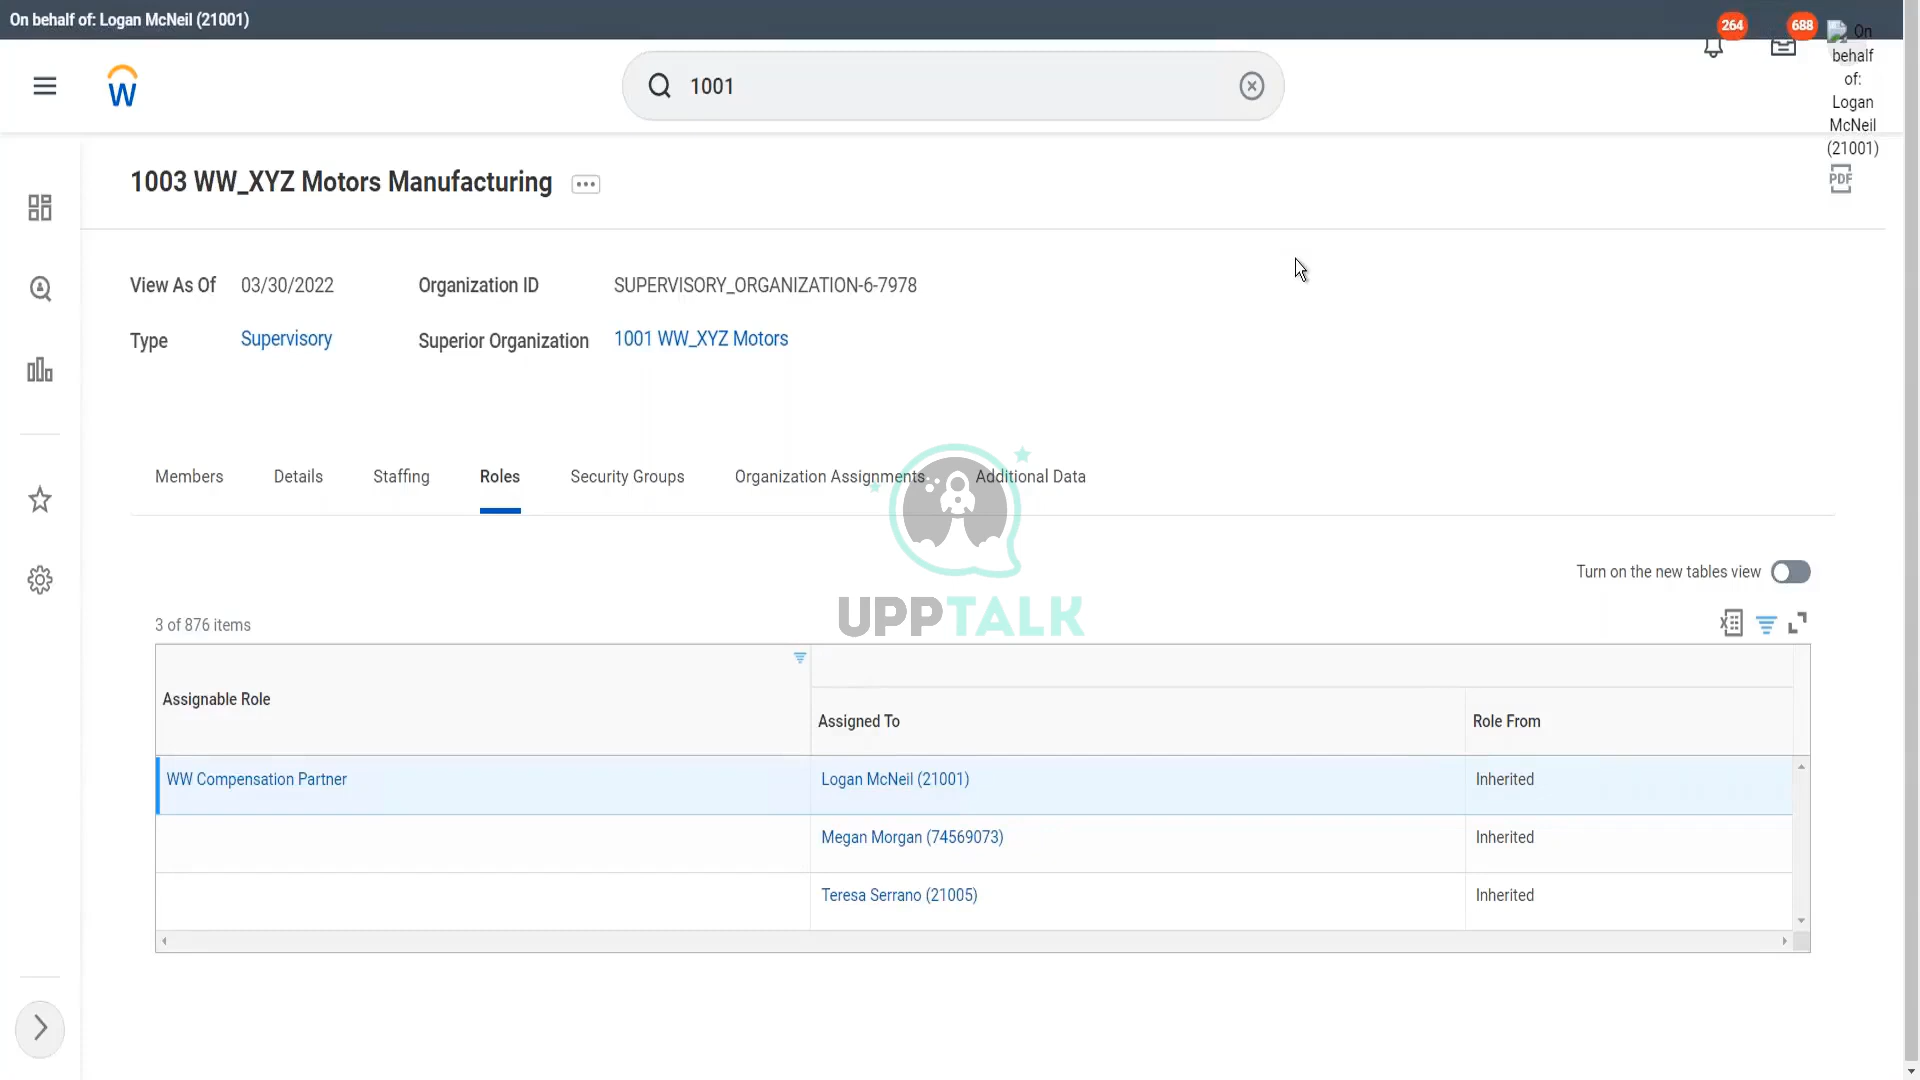 On behalf of: Logan McNeil (21001)
264
688
On
behalf
of:
Logan
McNeil
(21001)
W
1001
1003 WW_XYZ Motors Manufacturing
PDF
View As Of 03/30/2022 Organization ID SUPERVISORY_ORGANIZATION-6-7978
Type Supervisory Superior Organization 1001 WW_XYZ Motors
Members Details Staffing Roles Security Groups Organization Assignments Additional Data
Turn on the new tables view
UPPTALK
3 of 876 items
X
Assignable Role
Assigned To Role From
WW Compensation Partner Logan McNeil (21001) Inherited
Megan Morgan (74569073) Inherited
Teresa Serrano (21005) Inherited